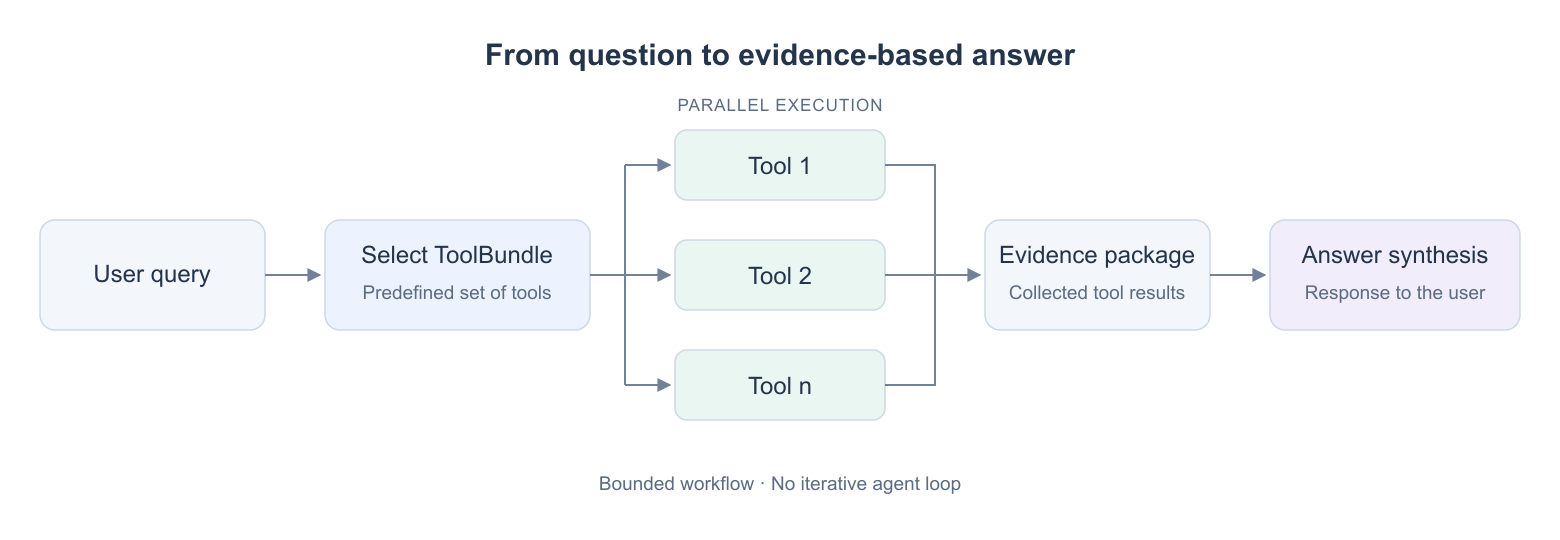 From question to evidence-based answer
PARALLEL EXECUTION
User query
Select ToolBundle
Predefined set of tools
Tool 1
Tool 2
Tool n
Evidence package
Collected tool results
Answer synthesis
Response to the user
Bounded workflow · No iterative agent loop